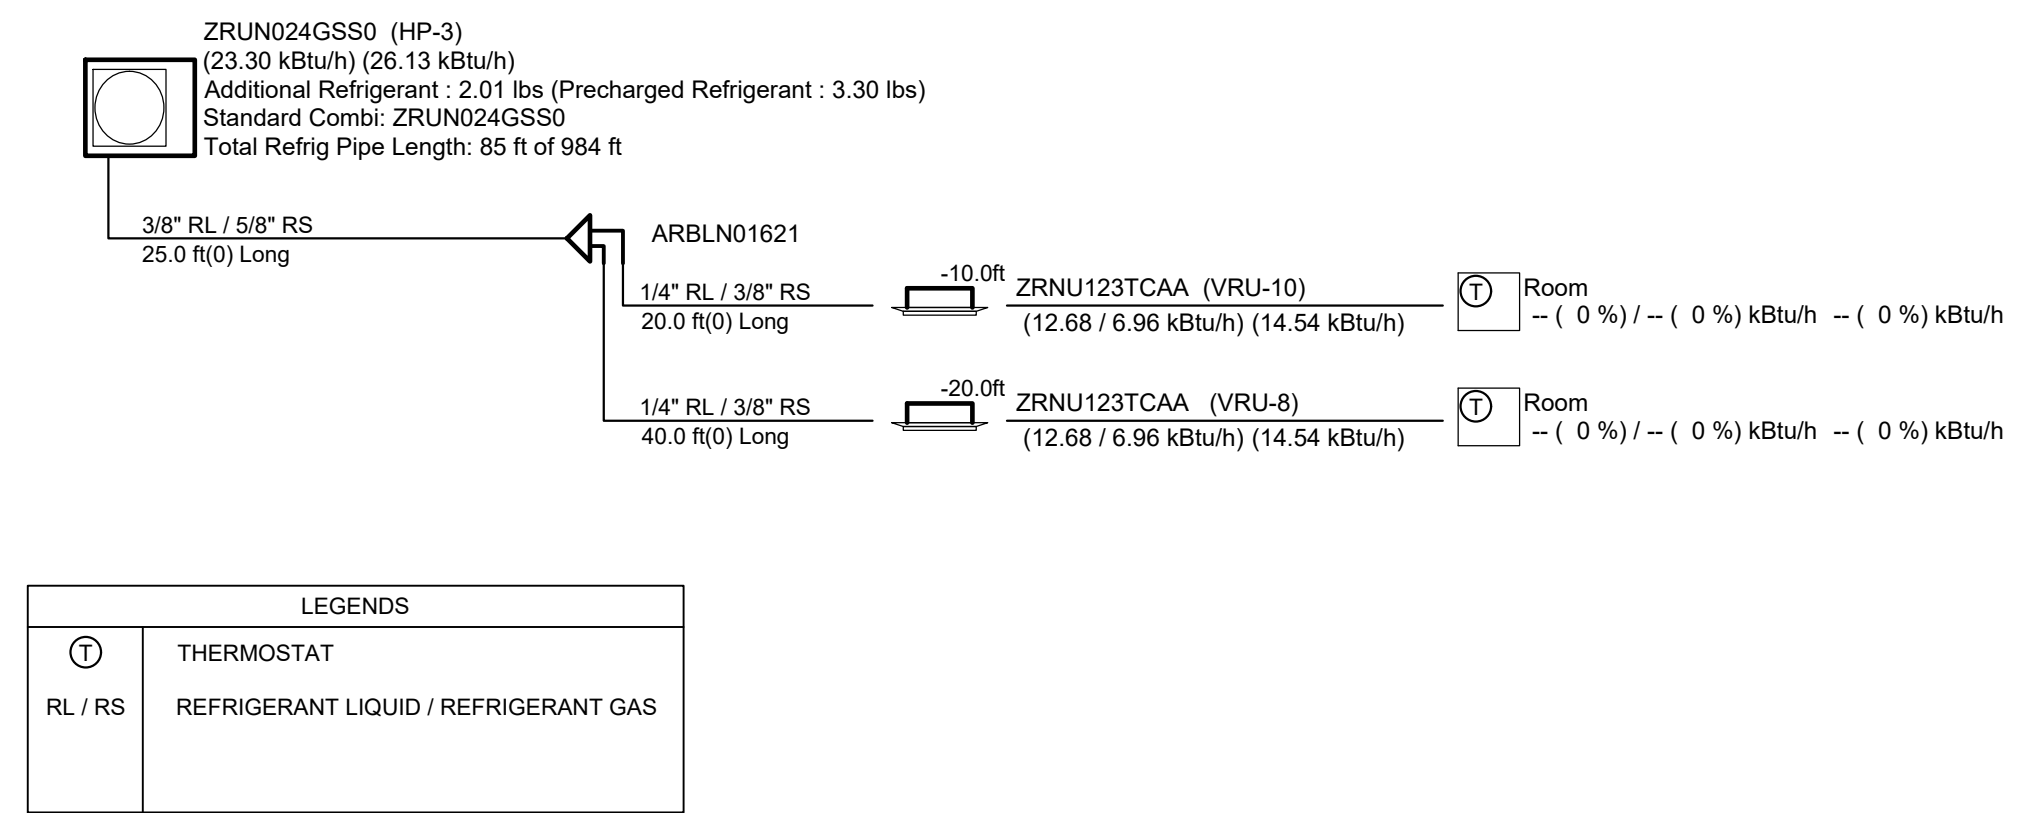 ZRUN024GSS0 (HP-3)
(23.30 kBtu/h) (26.13 kBtu/h)
Additional Refrigerant : 2.01 lbs (Precharged Refrigerant : 3.30 lbs)
Standard Combi: ZRUN024GSS0
Total Refrig Pipe Length: 85 ft of 984 ft
3/8" RL / 5/8" RS
25.0 ft(0) Long
ARBLN01621
1/4" RL / 3/8" RS
20.0 ft(0) Long
-10.0ft
ZRNU123TCAA (VRU-10)
(12.68 / 6.96 kBtu/h) (14.54 kBtu/h)
T
Room
-- ( 0 %) / -- ( 0 %) kBtu/h -- ( 0 %) kBtu/h
1/4" RL / 3/8" RS
40.0 ft(0) Long
-20.0ft
ZRNU123TCAA (VRU-8)
(12.68 / 6.96 kBtu/h) (14.54 kBtu/h)
T
Room
-- ( 0 %) / -- ( 0 %) kBtu/h -- ( 0 %) kBtu/h
LEGENDS
T THERMOSTAT
RL / RS REFRIGERANT LIQUID / REFRIGERANT GAS